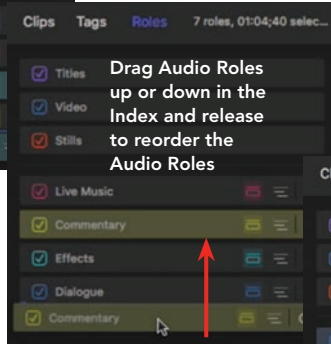 Clips Tags Roles 7 roles, 01:04;40 selec...
Titles
Video
Stills
Drag Audio Roles
up or down in the
Index and release
to reorder the
Audio Roles
Live Music
Commentary
Effects
Dialogue
Commentary